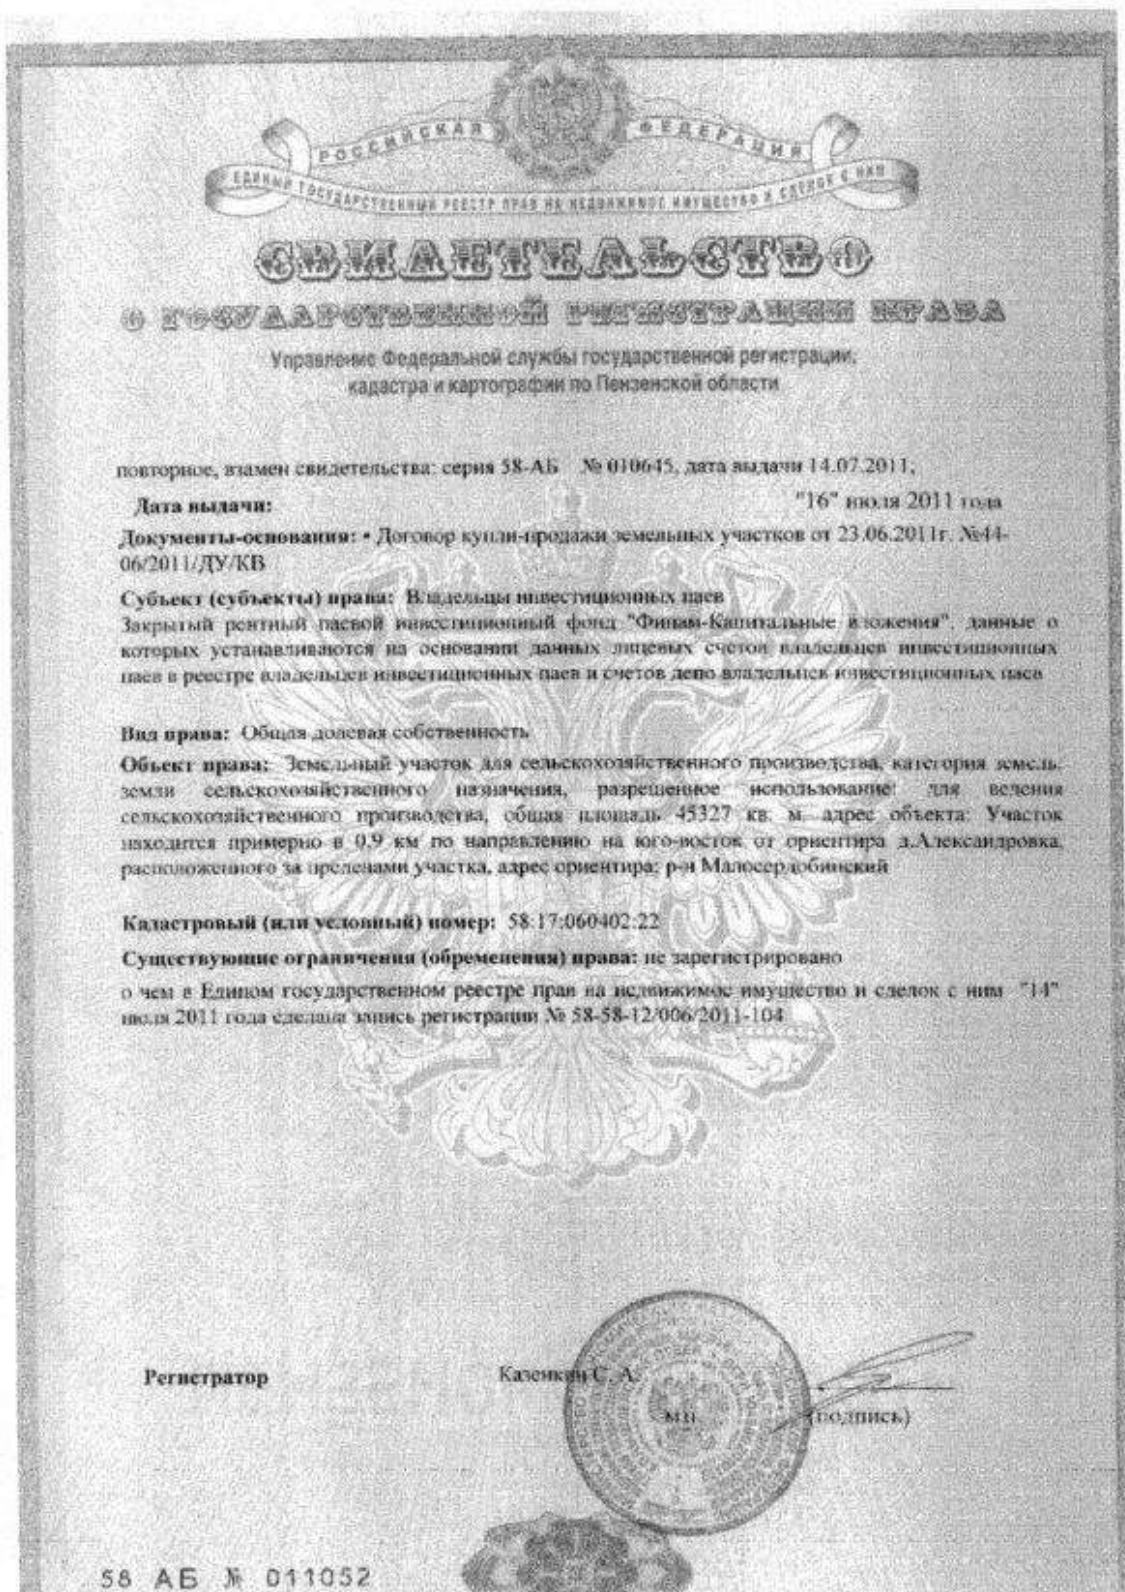 РОССИЙСКАЯ ФЕДЕРАЦИЯ
ЕДИНЫЙ ГОСУДАРСТВЕННЫЙ РЕЕСТР ПРАВ НА НЕДВИЖИМОЕ ИМУЩЕСТВО И СДЕЛОК С НИМ
СВИДЕТЕЛЬСТВО
О ГОСУДАРСТВЕННОЙ РЕГИСТРАЦИИ ПРАВА
Управление Федеральной службы государственной регистрации,
кадастра и картографии по Пензенской области
повторное, взамен свидетельства: серия 58-АБ № 010645, дата выдачи 14.07.2011,
Дата выдачи: "16" июля 2011 года
Документы-основания: • Договор купли-продажи земельных участков от 23.06.2011г. №44-
06/2011/ДУ/КВ
Субъект (субъекты) права: Владельцы инвестиционных паев
Закрытый рентный паевой инвестиционный фонд "Финам-Капитальные вложения", данные о
которых устанавливаются на основании данных лицевых счетов владельцев инвестиционных
паев в реестре владельцев инвестиционных паев и счетов депо владельцев инвестиционных паев
Вид права: Общая долевая собственность
Объект права: Земельный участок для сельскохозяйственного производства, категория земель:
земли сельскохозяйственного назначения, разрешенное использование: для ведения
сельскохозяйственного производства, общая площадь 45327 кв. м, адрес объекта: Участок
находится примерно в 0,9 км по направлению на юго-восток от ориентира д.Александровка,
расположенного за пределами участка, адрес ориентира: р-н Малосердобинский
Кадастровый (или условный) номер: 58:17:060402:22
Существующие ограничения (обременения) права: не зарегистрировано
о чем в Едином государственном реестре прав на недвижимое имущество и сделок с ним "14"
июля 2011 года сделана запись регистрации № 58-58-12/006/2011-104
Регистратор Казенкин С. А.
м.п. (подпись)
58 АБ № 011052